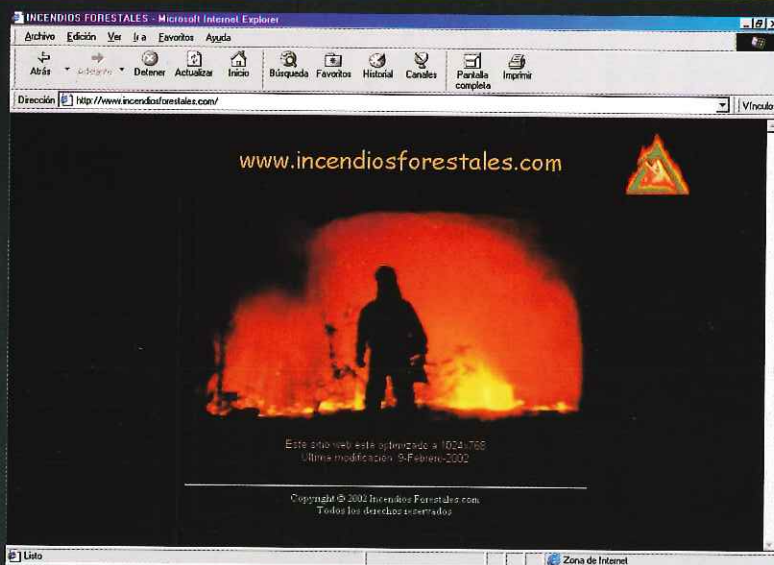 INCENDIOS FORESTALES - Microsoft Internet Explorer
Archivo Edición Ver Ir a Favoritos Ayuda
Atrás Adelante Detener Actualizar Inicio Búsqueda Favoritos Historial Canales Pantalla completa Imprimir
Dirección http://www.incendiosforestales.com/ Vínculos
www.incendiosforestales.com
Este sitio web este optimizado a 1024x768
Ultima modificación 9-Febrero-2002
Copyright © 2002 Incendios Forestales.com
Todos los derechos reservados
Listo Zona de Internet